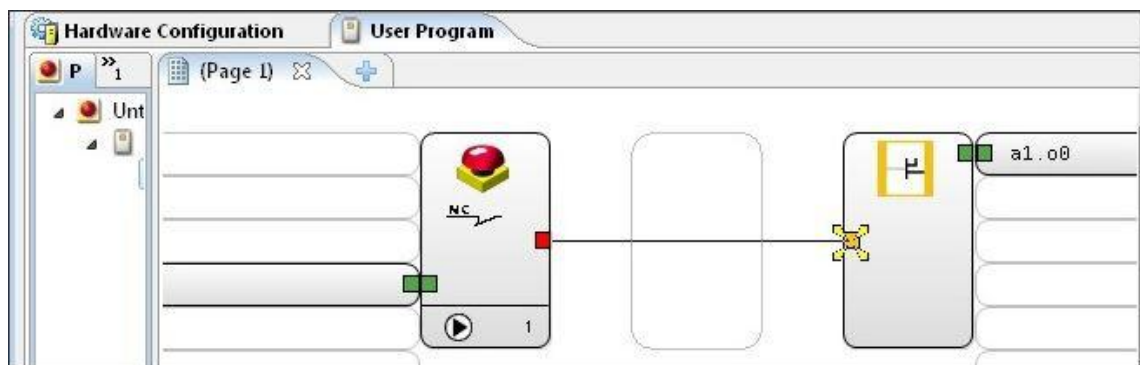 Hardware Configuration
User Program
P
»1
(Page 1)
Unt
a1.o0
NC
1